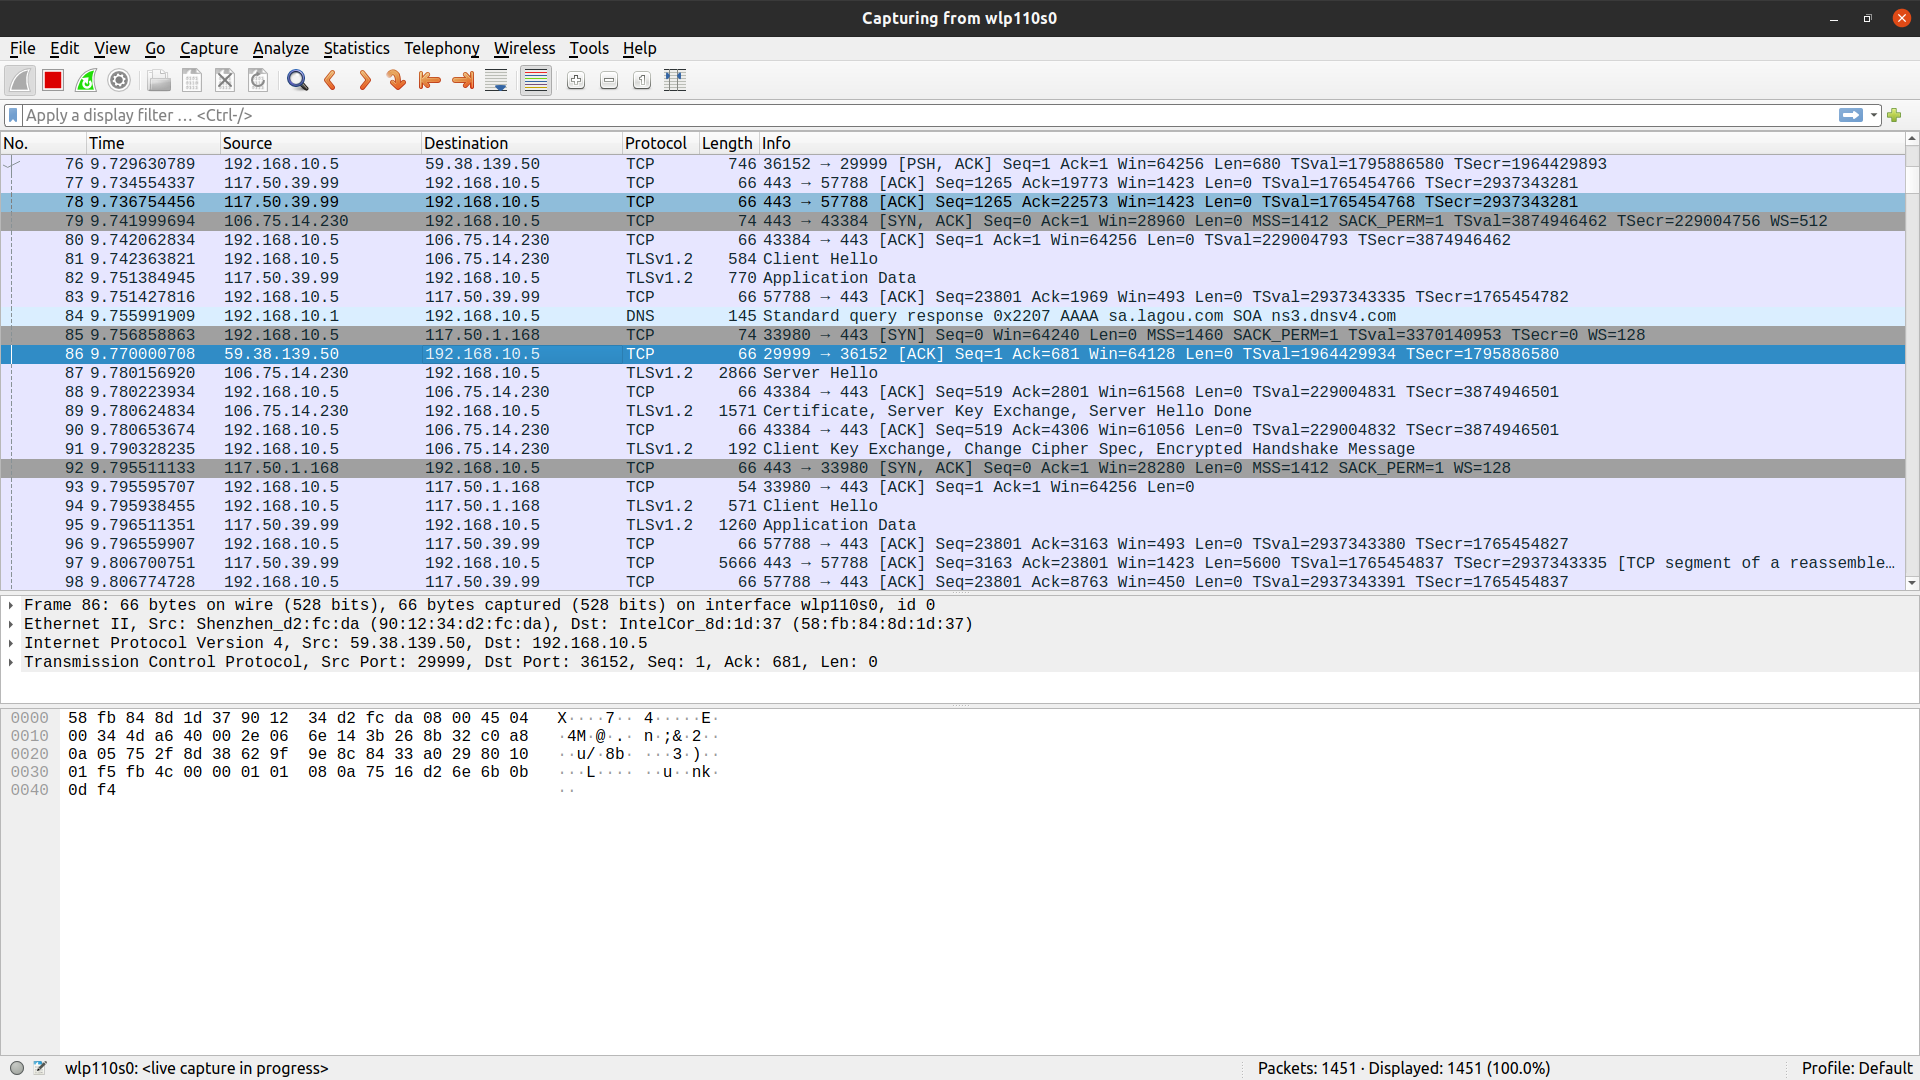 Capturing from wlp110s0
File Edit View Go Capture Analyze Statistics Telephony Wireless Tools Help
Apply a display filter … <Ctrl-/>
No. Time Source Destination Protocol Length Info
76 9.729630789 192.168.10.5 59.38.139.50 TCP 746 36152 → 29999 [PSH, ACK] Seq=1 Ack=1 Win=64256 Len=680 TSval=1795886580 TSecr=1964429893
77 9.734554337 117.50.39.99 192.168.10.5 TCP 66 443 → 57788 [ACK] Seq=1265 Ack=19773 Win=1423 Len=0 TSval=1765454766 TSecr=2937343281
78 9.736754456 117.50.39.99 192.168.10.5 TCP 66 443 → 57788 [ACK] Seq=1265 Ack=22573 Win=1423 Len=0 TSval=1765454768 TSecr=2937343281
79 9.741999694 106.75.14.230 192.168.10.5 TCP 74 443 → 43384 [SYN, ACK] Seq=0 Ack=1 Win=28960 Len=0 MSS=1412 SACK_PERM=1 TSval=3874946462 TSecr=229004756 WS=512
80 9.742062834 192.168.10.5 106.75.14.230 TCP 66 43384 → 443 [ACK] Seq=1 Ack=1 Win=64256 Len=0 TSval=229004793 TSecr=3874946462
81 9.742363821 192.168.10.5 106.75.14.230 TLSv1.2 584 Client Hello
82 9.751384945 117.50.39.99 192.168.10.5 TLSv1.2 770 Application Data
83 9.751427816 192.168.10.5 117.50.39.99 TCP 66 57788 → 443 [ACK] Seq=23801 Ack=1969 Win=493 Len=0 TSval=2937343335 TSecr=1765454782
84 9.755991909 192.168.10.1 192.168.10.5 DNS 145 Standard query response 0x2207 AAAA sa.lagou.com SOA ns3.dnsv4.com
85 9.756858863 192.168.10.5 117.50.1.168 TCP 74 33980 → 443 [SYN] Seq=0 Win=64240 Len=0 MSS=1460 SACK_PERM=1 TSval=3370140953 TSecr=0 WS=128
86 9.770000708 59.38.139.50 192.168.10.5 TCP 66 29999 → 36152 [ACK] Seq=1 Ack=681 Win=64128 Len=0 TSval=1964429934 TSecr=1795886580
87 9.780156920 106.75.14.230 192.168.10.5 TLSv1.2 2866 Server Hello
88 9.780223934 192.168.10.5 106.75.14.230 TCP 66 43384 → 443 [ACK] Seq=519 Ack=2801 Win=61568 Len=0 TSval=229004831 TSecr=3874946501
89 9.780624834 106.75.14.230 192.168.10.5 TLSv1.2 1571 Certificate, Server Key Exchange, Server Hello Done
90 9.780653674 192.168.10.5 106.75.14.230 TCP 66 43384 → 443 [ACK] Seq=519 Ack=4306 Win=61056 Len=0 TSval=229004832 TSecr=3874946501
91 9.790328235 192.168.10.5 106.75.14.230 TLSv1.2 192 Client Key Exchange, Change Cipher Spec, Encrypted Handshake Message
92 9.795511133 117.50.1.168 192.168.10.5 TCP 66 443 → 33980 [SYN, ACK] Seq=0 Ack=1 Win=28280 Len=0 MSS=1412 SACK_PERM=1 WS=128
93 9.795595707 192.168.10.5 117.50.1.168 TCP 54 33980 → 443 [ACK] Seq=1 Ack=1 Win=64256 Len=0
94 9.795938455 192.168.10.5 117.50.1.168 TLSv1.2 571 Client Hello
95 9.796511351 117.50.39.99 192.168.10.5 TLSv1.2 1260 Application Data
96 9.796559907 192.168.10.5 117.50.39.99 TCP 66 57788 → 443 [ACK] Seq=23801 Ack=3163 Win=493 Len=0 TSval=2937343380 TSecr=1765454827
97 9.806700751 117.50.39.99 192.168.10.5 TCP 5666 443 → 57788 [ACK] Seq=3163 Ack=23801 Win=1423 Len=5600 TSval=1765454837 TSecr=2937343335 [TCP segment of a reassemble…
98 9.806774728 192.168.10.5 117.50.39.99 TCP 66 57788 → 443 [ACK] Seq=23801 Ack=8763 Win=450 Len=0 TSval=2937343391 TSecr=1765454837
Frame 86: 66 bytes on wire (528 bits), 66 bytes captured (528 bits) on interface wlp110s0, id 0
Ethernet II, Src: Shenzhen_d2:fc:da (90:12:34:d2:fc:da), Dst: IntelCor_8d:1d:37 (58:fb:84:8d:1d:37)
Internet Protocol Version 4, Src: 59.38.139.50, Dst: 192.168.10.5
Transmission Control Protocol, Src Port: 29999, Dst Port: 36152, Seq: 1, Ack: 681, Len: 0
0000 58 fb 84 8d 1d 37 90 12 34 d2 fc da 08 00 45 04 X····7·· 4·····E·
0010 00 34 4d a6 40 00 2e 06 6e 14 3b 26 8b 32 c0 a8 ·4M·@·.· n·;&·2··
0020 0a 05 75 2f 8d 38 62 9f 9e 8c 84 33 a0 29 80 10 ··u/·8b· ···3·)··
0030 01 f5 fb 4c 00 00 01 01 08 0a 75 16 d2 6e 6b 0b ···L···· ··u··nk·
0040 0d f4 ··
wlp110s0: <live capture in progress> Packets: 1451 · Displayed: 1451 (100.0%) Profile: Default